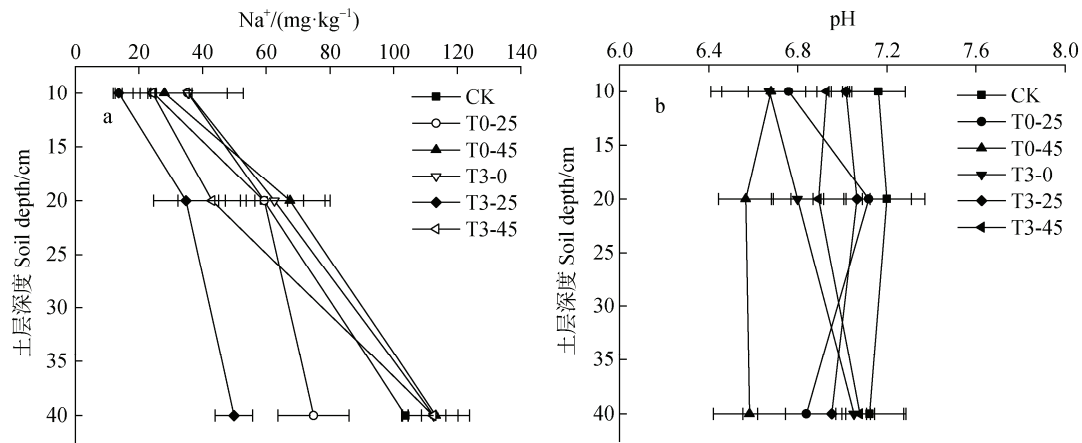 Na⁺/(mg·kg⁻¹)
0 20 40 60 80 100 120 140
10
15
20
25
30
35
40
土层深度 Soil depth/cm
a
CK
T0-25
T0-45
T3-0
T3-25
T3-45
pH
6.0 6.4 6.8 7.2 7.6 8.0
10
15
20
25
30
35
40
土层深度 Soil depth/cm
b
CK
T0-25
T0-45
T3-0
T3-25
T3-45